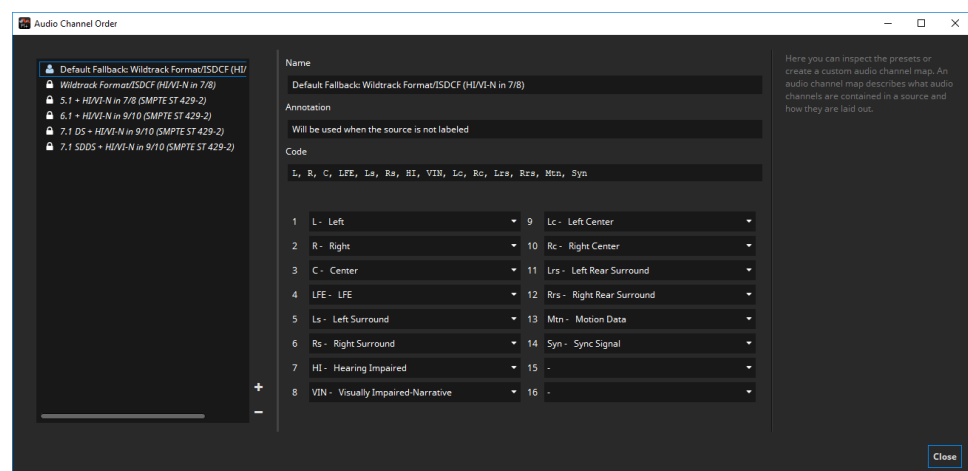 Audio Channel Order
Default Fallback: Wildtrack Format/ISDCF (HI/
Wildtrack Format/ISDCF (HI/VI-N in 7/8)
5.1 + HI/VI-N in 7/8 (SMPTE ST 429-2)
6.1 + HI/VI-N in 9/10 (SMPTE ST 429-2)
7.1 DS + HI/VI-N in 9/10 (SMPTE ST 429-2)
7.1 SDDS + HI/VI-N in 9/10 (SMPTE ST 429-2)
Name
Default Fallback: Wildtrack Format/ISDCF (HI/VI-N in 7/8)
Annotation
Will be used when the source is not labeled
Code
L, R, C, LFE, Ls, Rs, HI, VIN, Lc, Rc, Lrs, Rrs, Mtn, Syn
1 L - Left
2 R - Right
3 C - Center
4 LFE - LFE
5 Ls - Left Surround
6 Rs - Right Surround
7 HI - Hearing Impaired
8 VIN - Visually Impaired-Narrative
9 Lc - Left Center
10 Rc - Right Center
11 Lrs - Left Rear Surround
12 Rrs - Right Rear Surround
13 Mtn - Motion Data
14 Syn - Sync Signal
15 -
16 -
Here you can inspect the presets or
create a custom audio channel map. An
audio channel map describes what audio
channels are contained in a source and
how they are laid out.
Close